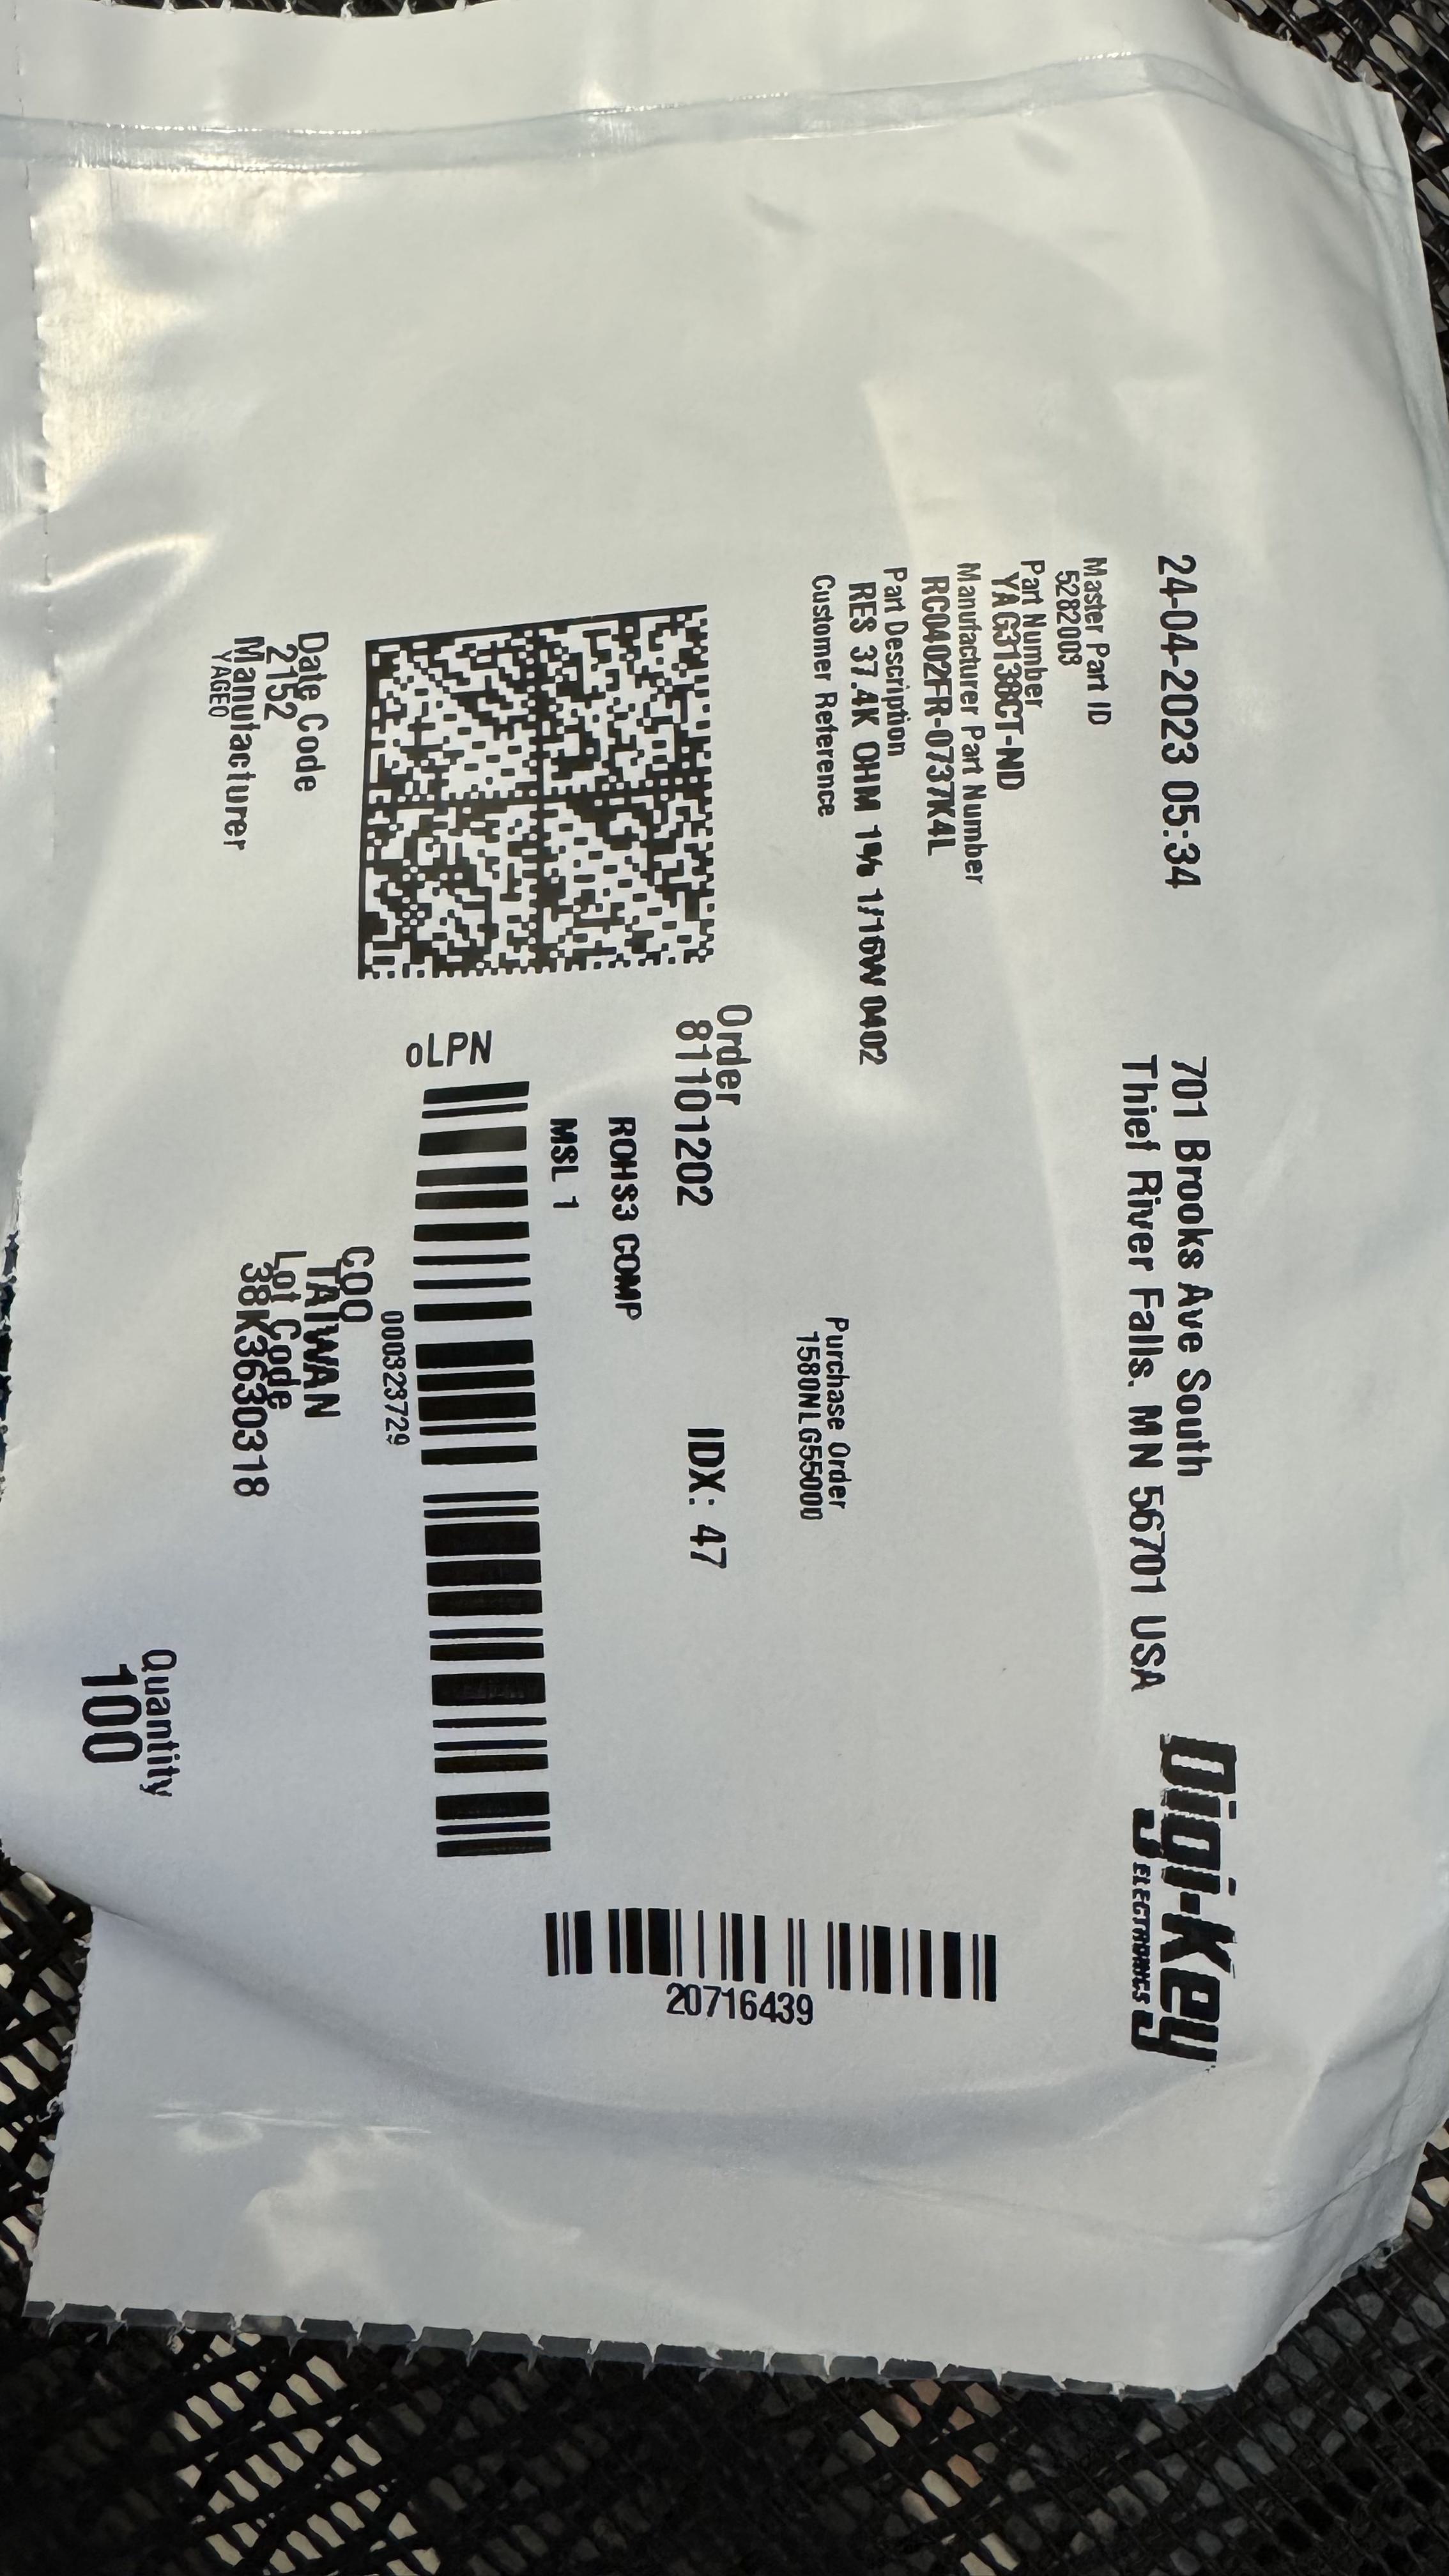 24-04-2023 05:34
701 Brooks Ave South
Thief River Falls, MN 56701 USA
Digi-Key
ELECTRONICS
Master Part ID
5282003
Part Number
YAG3138CT-ND
Manufacturer Part Number
RC0402FR-0737K4L
Part Description
RES 37.4K OHM 1% 1/16W 0402
Customer Reference
Purchase Order
1580NLG55000
Order
81101202
IDX: 47
ROHS3 COMP
MSL 1
oLPN
000323729
20716439
Date Code
2152
Manufacturer
YAGEO
COO
TAIWAN
Lot Code
38K3630318
Quantity
100